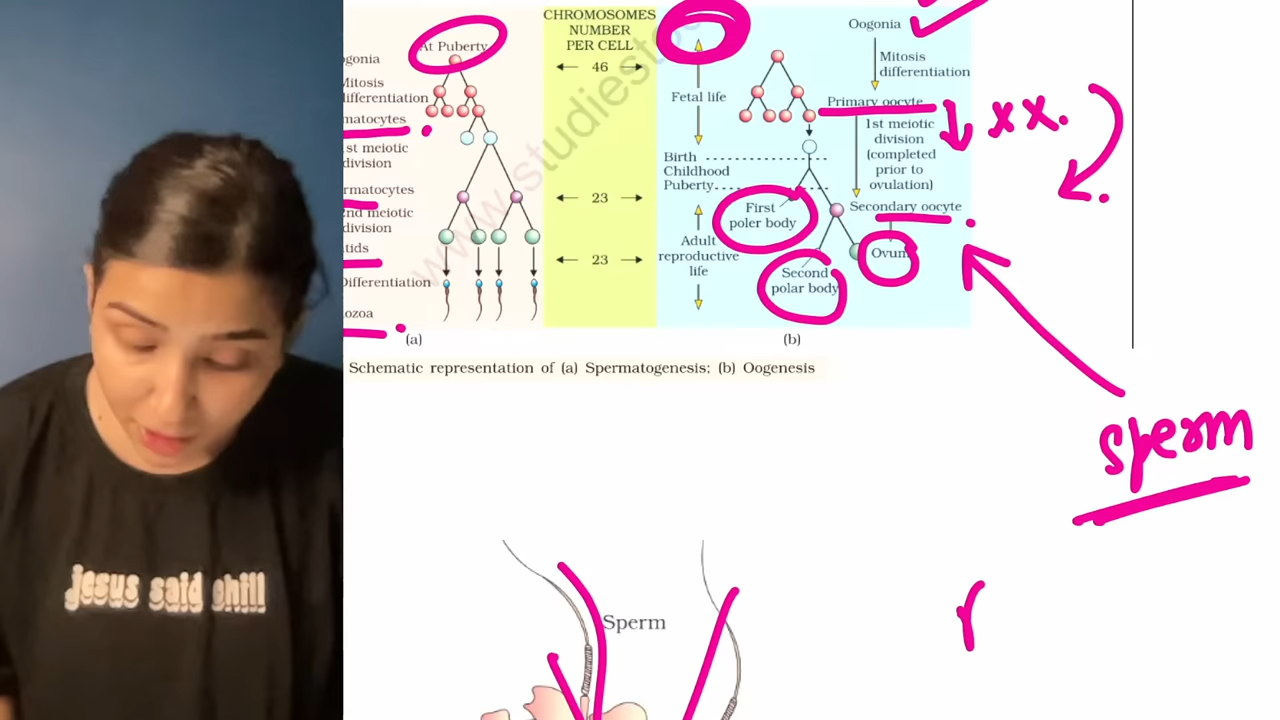 At Puberty
ogonia
Mitosis
differentiation
matocytes
1st meiotic
division
rmatocytes
2nd meiotic
division
tids
Differentiation
ozoa
(a)
CHROMOSOMES
NUMBER
PER CELL
46
23
23
Fetal life
Birth
Childhood
Puberty
Adult
reproductive
life
First
poler body
Second
polar body
(b)
Oogonia
Mitosis
differentiation
Primary oocyte
1st meiotic
division
(completed
prior to
ovulation)
Secondary oocyte
Ovum
xx.
Schematic representation of (a) Spermatogenesis; (b) Oogenesis
sperm
Sperm
jesus said chill